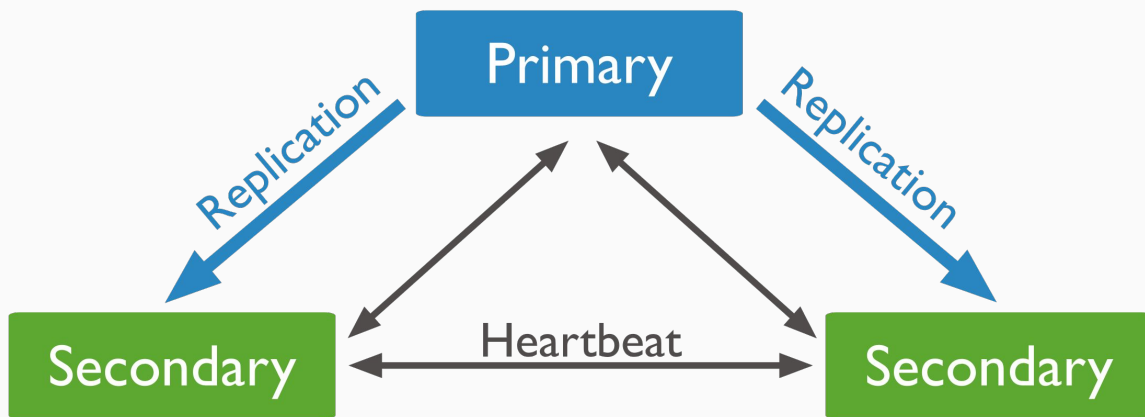 Primary
Replication
Replication
Heartbeat
Secondary
Secondary